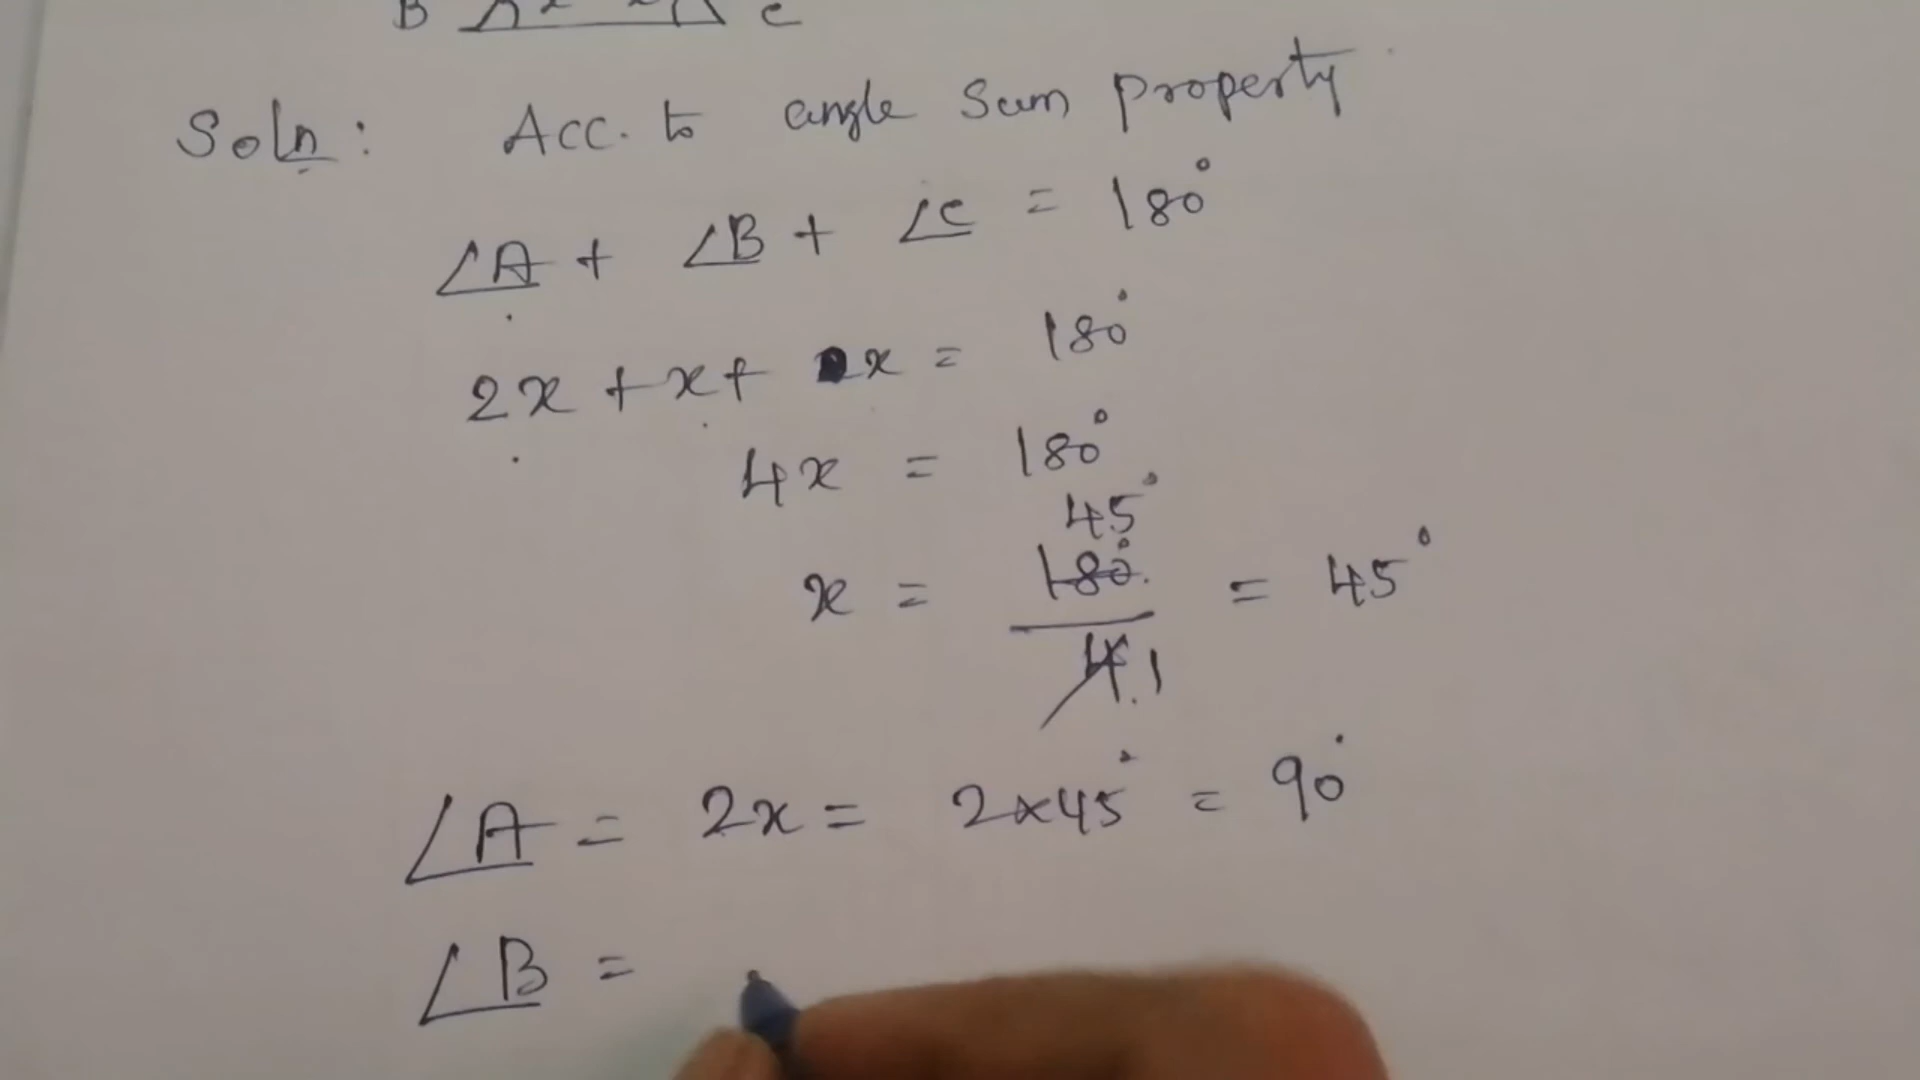 B c
Soln: Acc. to angle Sum property
∠A + ∠B + ∠C = 180°
2x + x + x = 180°
4x = 180°
45°
x = 180° = 45°
4 1
∠A = 2x = 2×45° = 90°
∠B =